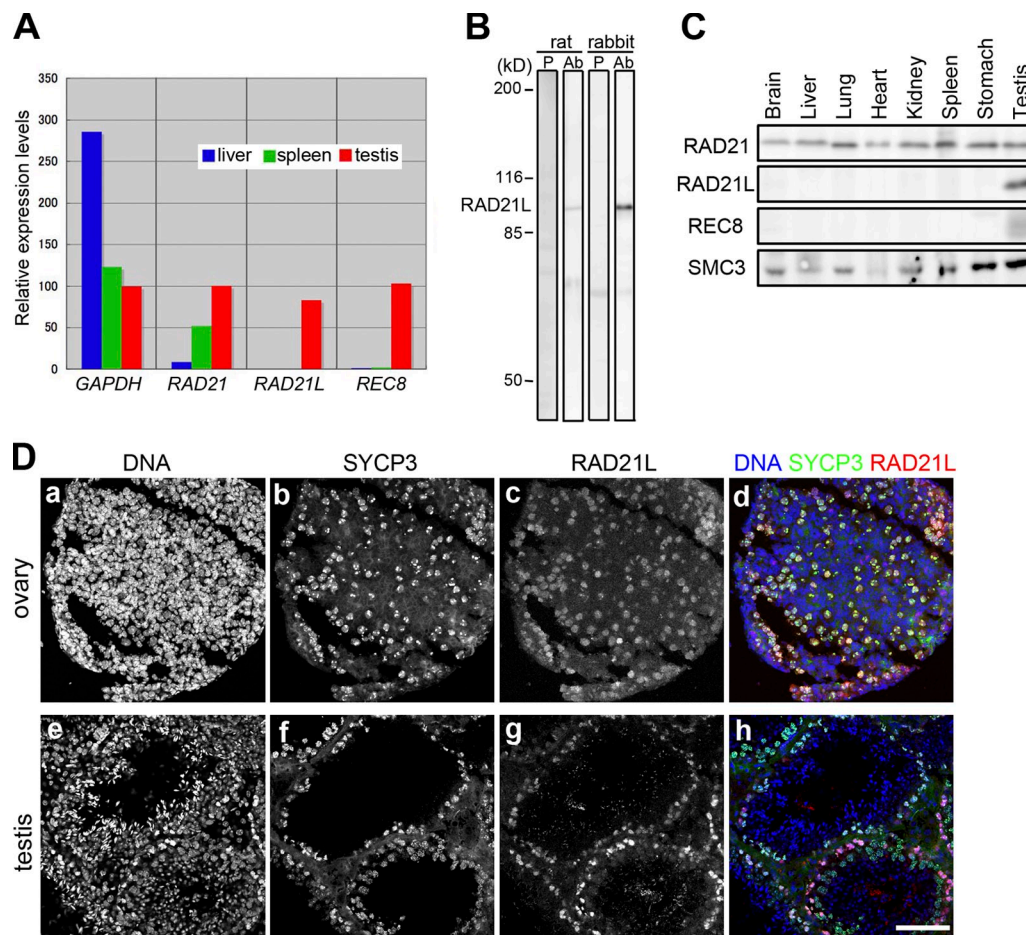 A
350
300
250
200
150
100
50
0
Relative expression levels
liver spleen testis
GAPDH RAD21 RAD21L REC8
B
rat rabbit
(kD) P Ab P Ab
200
116
RAD21L
85
50
C
Brain Liver Lung Heart Kidney Spleen Stomach Testis
RAD21
RAD21L
REC8
SMC3
D
DNA SYCP3 RAD21L DNA SYCP3 RAD21L
ovary
a b c d
testis
e f g h